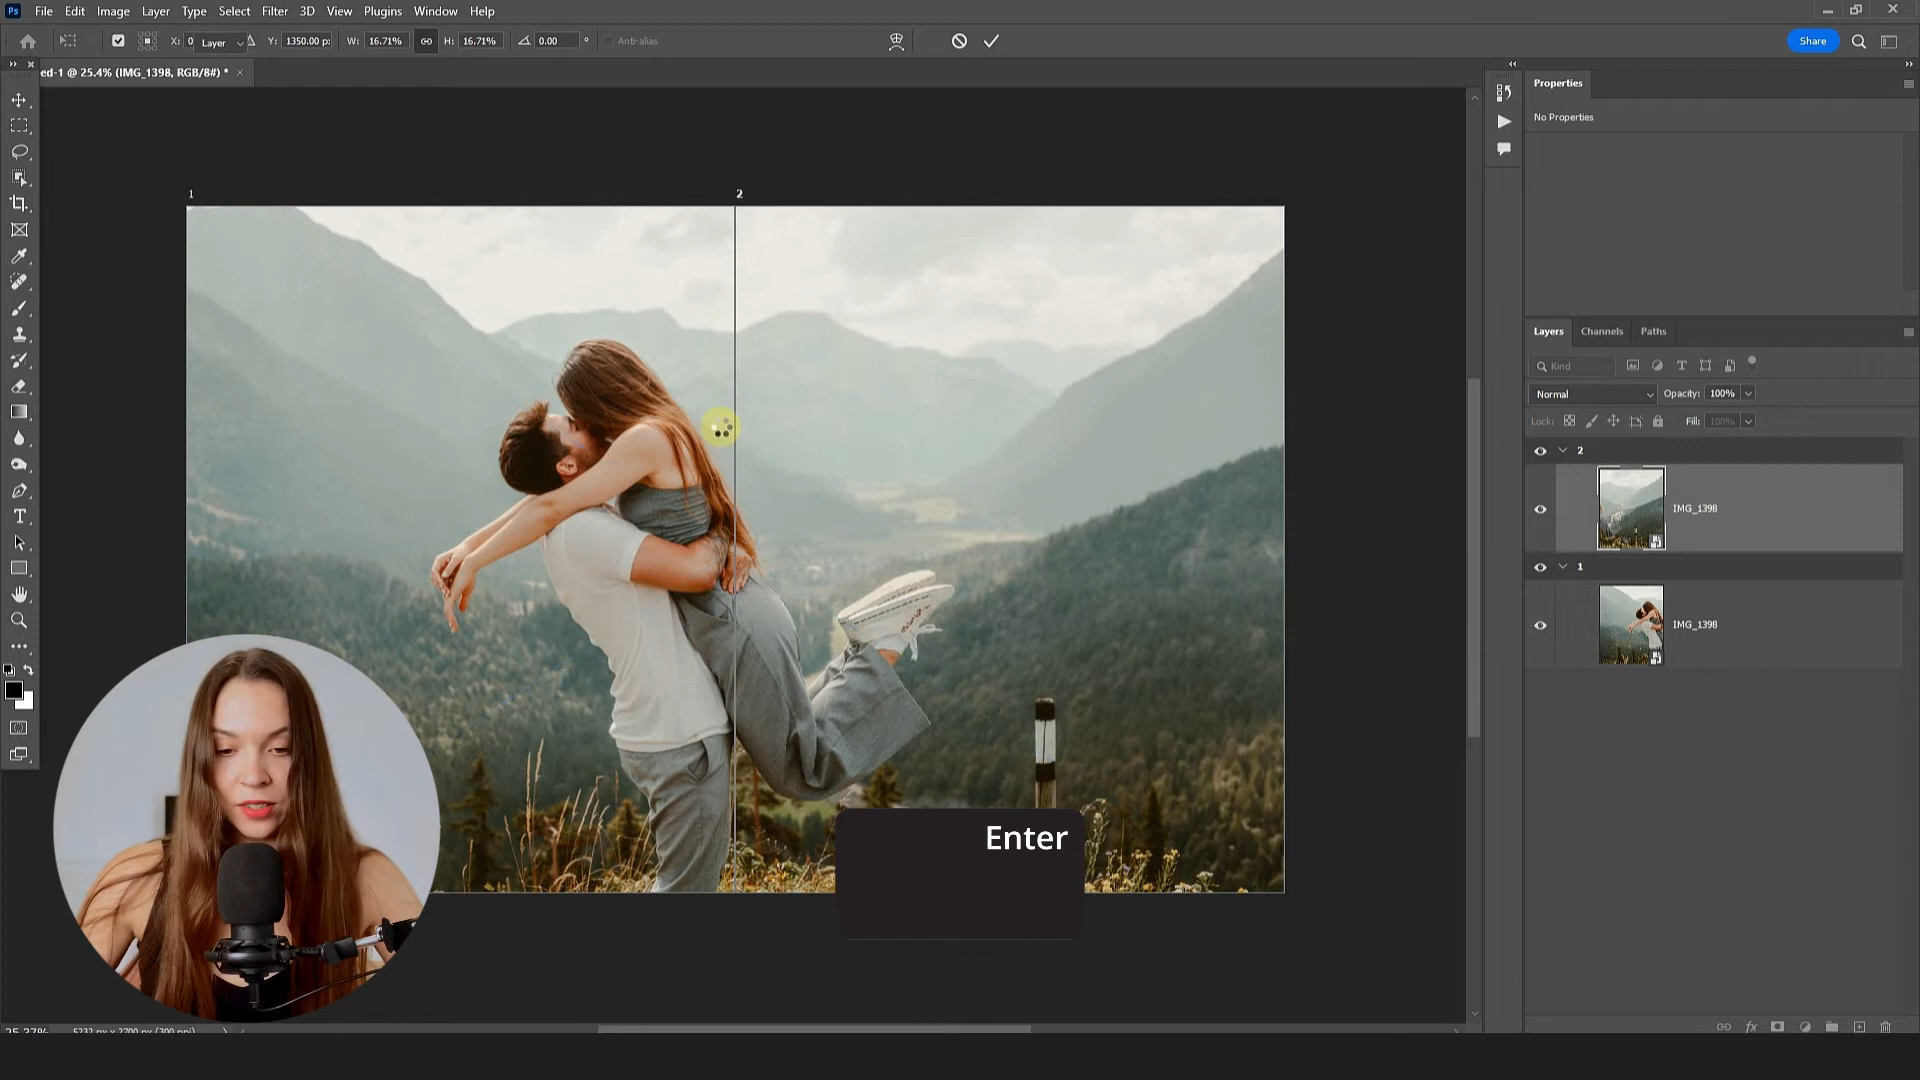 Ps File Edit Image Layer Type Select Filter 3D View Plugins Window Help
X: 0 Layer Y: 1350.00 p: W: 16.71% H: 16.71% 0.00 ° Anti-alias Share
ed-1 @ 25.4% (IMG_1398, RGB/8#) * ×
Properties
No Properties
1 2
Layers Channels Paths
Kind
Normal Opacity: 100%
Lock: Fill: 100%
2
IMG_1398
1
IMG_1398
Enter
25.37% 5232 px x 2700 px (300 ppi)